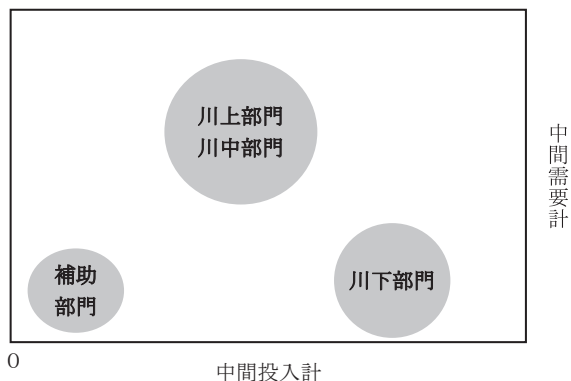 川上部門
川中部門
中間需要計
補助
部門
川下部門
0
中間投入計